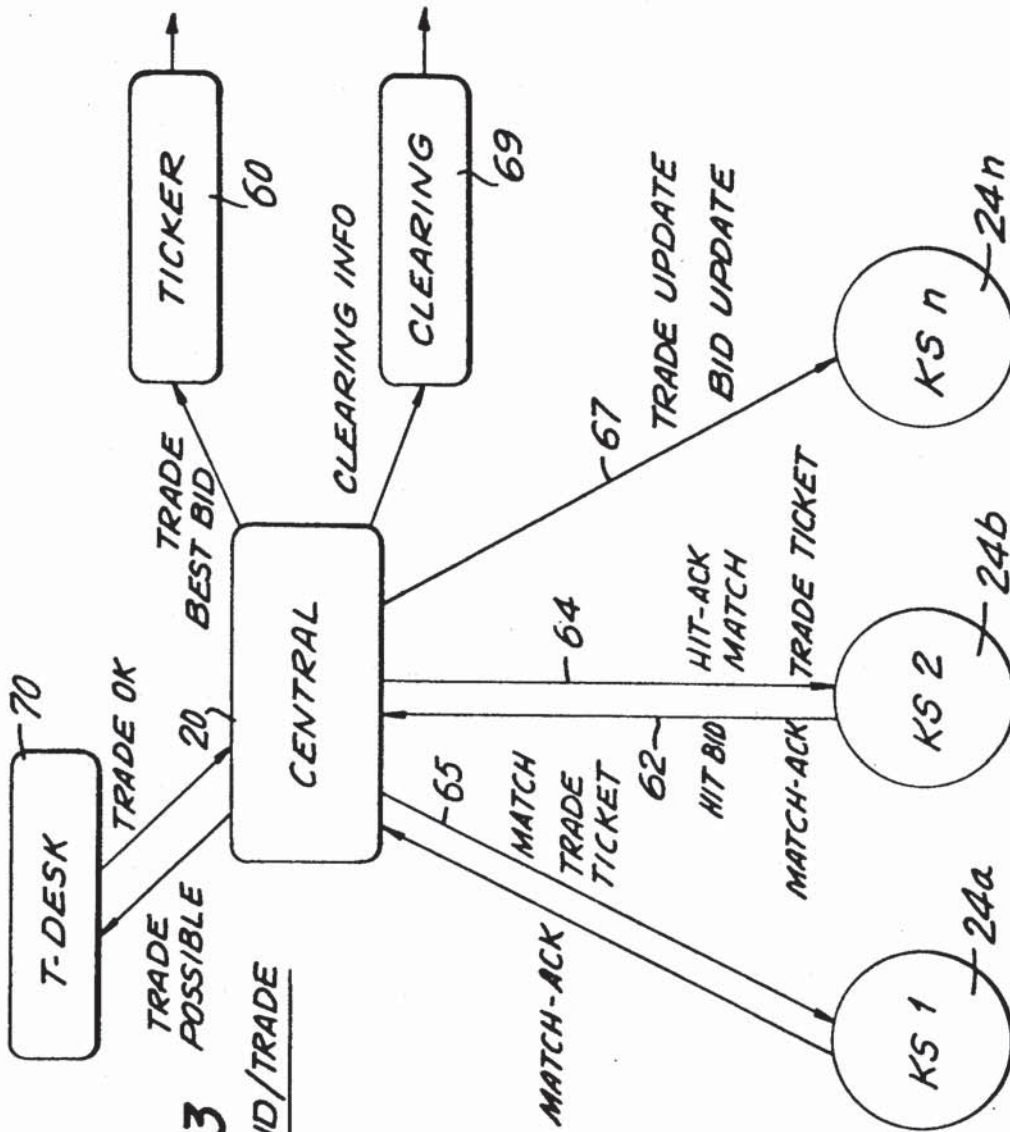 70
T-DESK
TRADE OK
TRADE
POSSIBLE
3
ID/TRADE
20
CENTRAL
TRADE
BEST BID
TICKER
60
CLEARING INFO
CLEARING
69
65
MATCH
TRADE
TICKET
MATCH-ACK
62
HIT BID
MATCH-ACK
64
HIT-ACK
MATCH
TRADE TICKET
67
TRADE UPDATE
BID UPDATE
KS 1
24a
KS 2
24b
KS n
24n